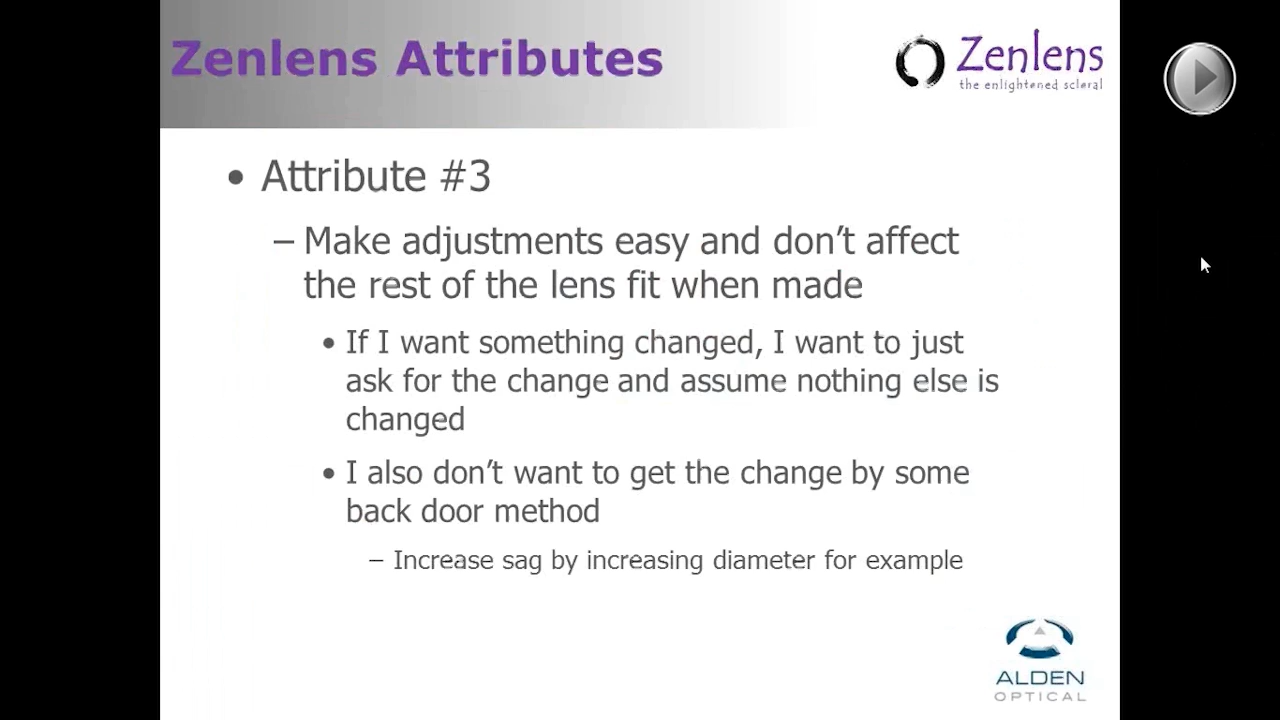 Zenlens Attributes
Zenlens
the enlightened scleral
• Attribute #3
– Make adjustments easy and don’t affect
the rest of the lens fit when made
• If I want something changed, I want to just
ask for the change and assume nothing else is
changed
• I also don’t want to get the change by some
back door method
– Increase sag by increasing diameter for example
ALDEN
OPTICAL